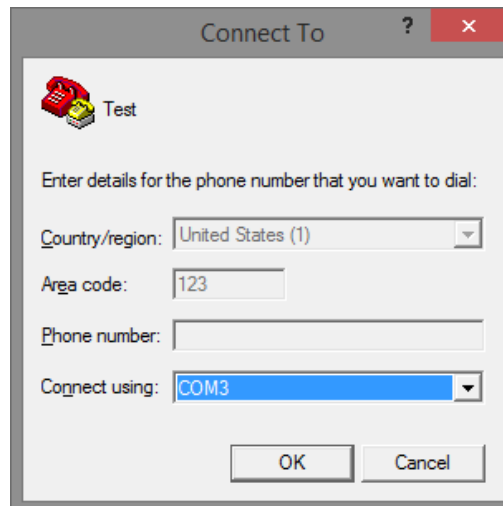 Connect To ? ×
Test
Enter details for the phone number that you want to dial:
Country/region: United States (1)
Area code: 123
Phone number:
Connect using: COM3
OK Cancel